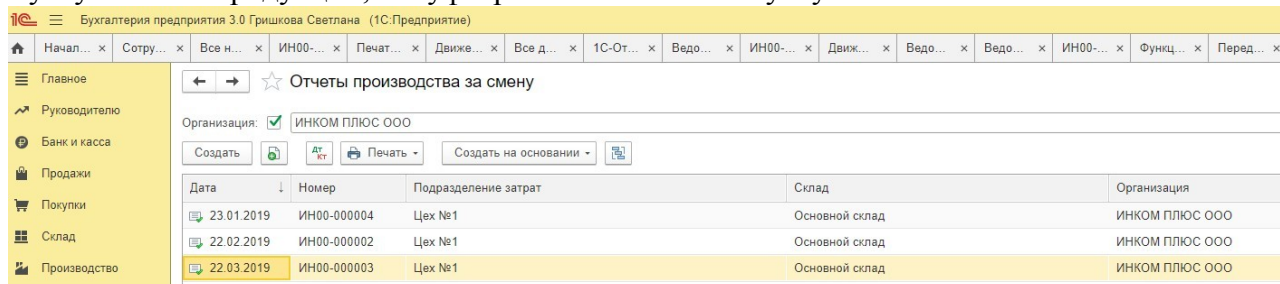 1С Бухгалтерия предприятия 3.0 Гришкова Светлана (1С:Предприятие)
Начал... × Сотру... × Все н... × ИН00-... × Печат... × Движе... × Все д... × 1С-От... × Ведо... × ИН00-... × Движ... × Ведо... × Ведо... × ИН00-... × Функц... × Перед... ×
Главное
Руководителю
Банк и касса
Продажи
Покупки
Склад
Производство
← → Отчеты производства за смену
Организация: ИНКОМ ПЛЮС ООО
Создать Дт Кт Печать Создать на основании
Дата ↓ Номер Подразделение затрат Склад Организация
23.01.2019 ИН00-000004 Цех №1 Основной склад ИНКОМ ПЛЮС ООО
22.02.2019 ИН00-000002 Цех №1 Основной склад ИНКОМ ПЛЮС ООО
22.03.2019 ИН00-000003 Цех №1 Основной склад ИНКОМ ПЛЮС ООО